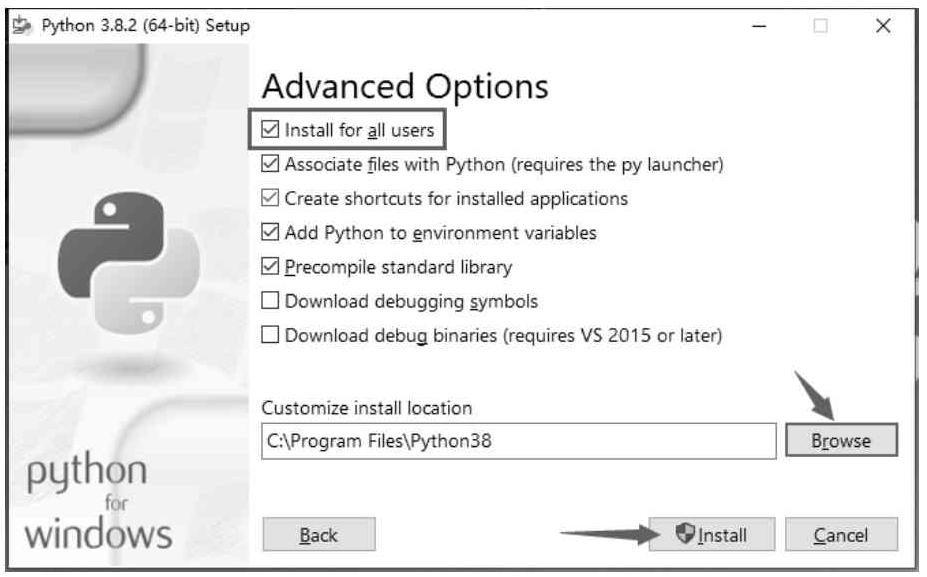 Python 3.8.2 (64-bit) Setup
Advanced Options
Install for all users
Associate files with Python (requires the py launcher)
Create shortcuts for installed applications
Add Python to environment variables
Precompile standard library
Download debugging symbols
Download debug binaries (requires VS 2015 or later)
Customize install location
C:\Program Files\Python38
Browse
python
for
windows
Back
Install
Cancel